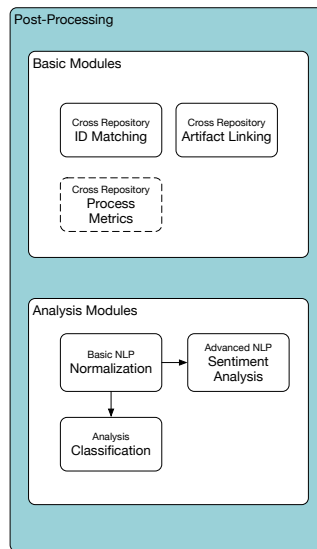 Post-Processing
Basic Modules
Cross Repository
ID Matching
Cross Repository
Artifact Linking
Cross Repository
Process
Metrics
Analysis Modules
Basic NLP
Normalization
Advanced NLP
Sentiment
Analysis
Analysis
Classification